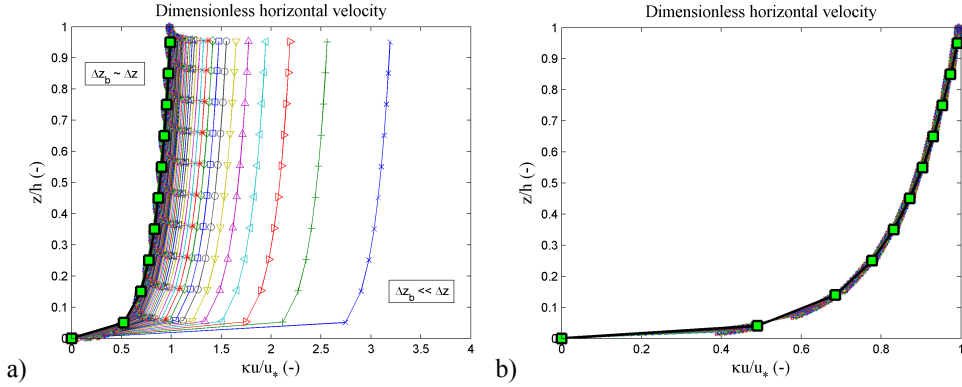 Dimensionless horizontal velocity
1
0.9
0.8
0.7
0.6
0.5
0.4
0.3
0.2
0.1
0
z/h (-)
Δz_b ~ Δz
Δz_b << Δz
0 0.5 1 1.5 2 2.5 3 3.5 4
κu/u_* (-)
a)
Dimensionless horizontal velocity
1
0.9
0.8
0.7
0.6
0.5
0.4
0.3
0.2
0.1
0
z/h (-)
0 0.2 0.4 0.6 0.8 1
κu/u_* (-)
b)